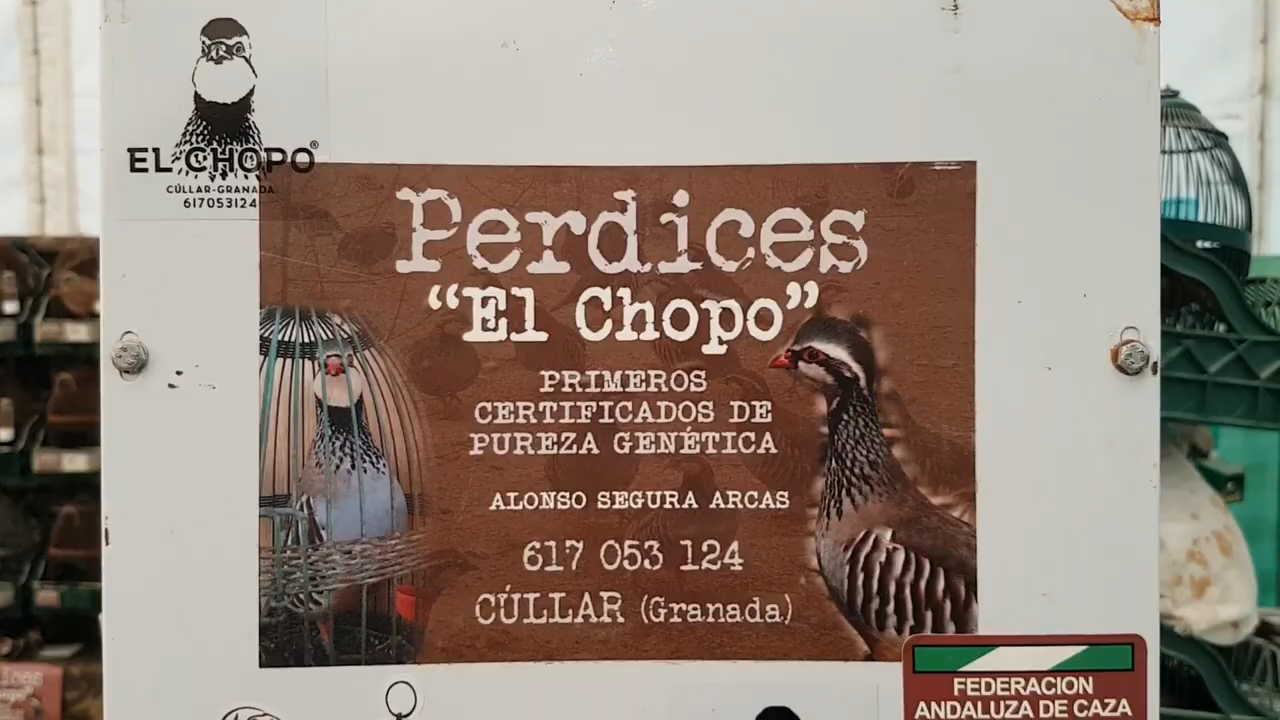 EL CHOPO®
CÚLLAR-GRANADA
617053124
Perdices
"El Chopo"
PRIMEROS
CERTIFICADOS DE
PUREZA GENÉTICA
ALONSO SEGURA ARCAS
617 053 124
CÚLLAR (Granada)
FEDERACION
ANDALUZA DE CAZA